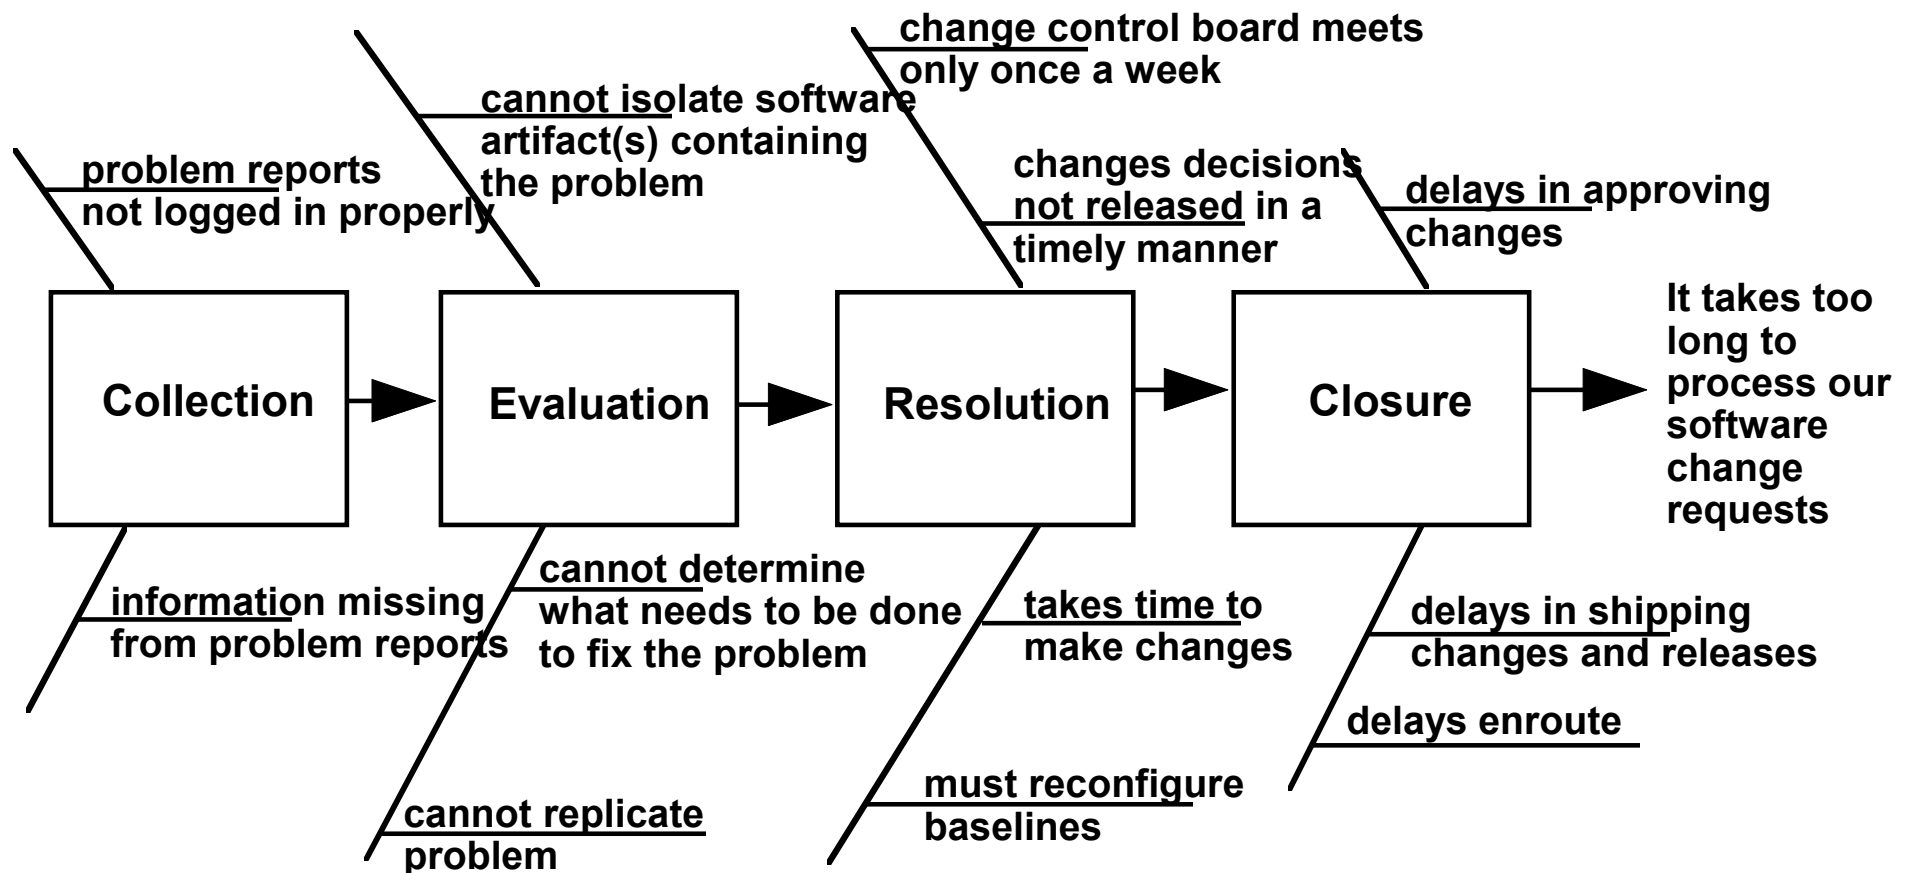 change control board meets
only once a week
cannot isolate software
artifact(s) containing
the problem
problem reports
not logged in properly
changes decisions
not released in a
timely manner
delays in approving
changes
Collection
Evaluation
Resolution
Closure
It takes too
long to
process our
software
change
requests
information missing
from problem reports
cannot determine
what needs to be done
to fix the problem
takes time to
make changes
delays in shipping
changes and releases
delays enroute
cannot replicate
problem
must reconfigure
baselines